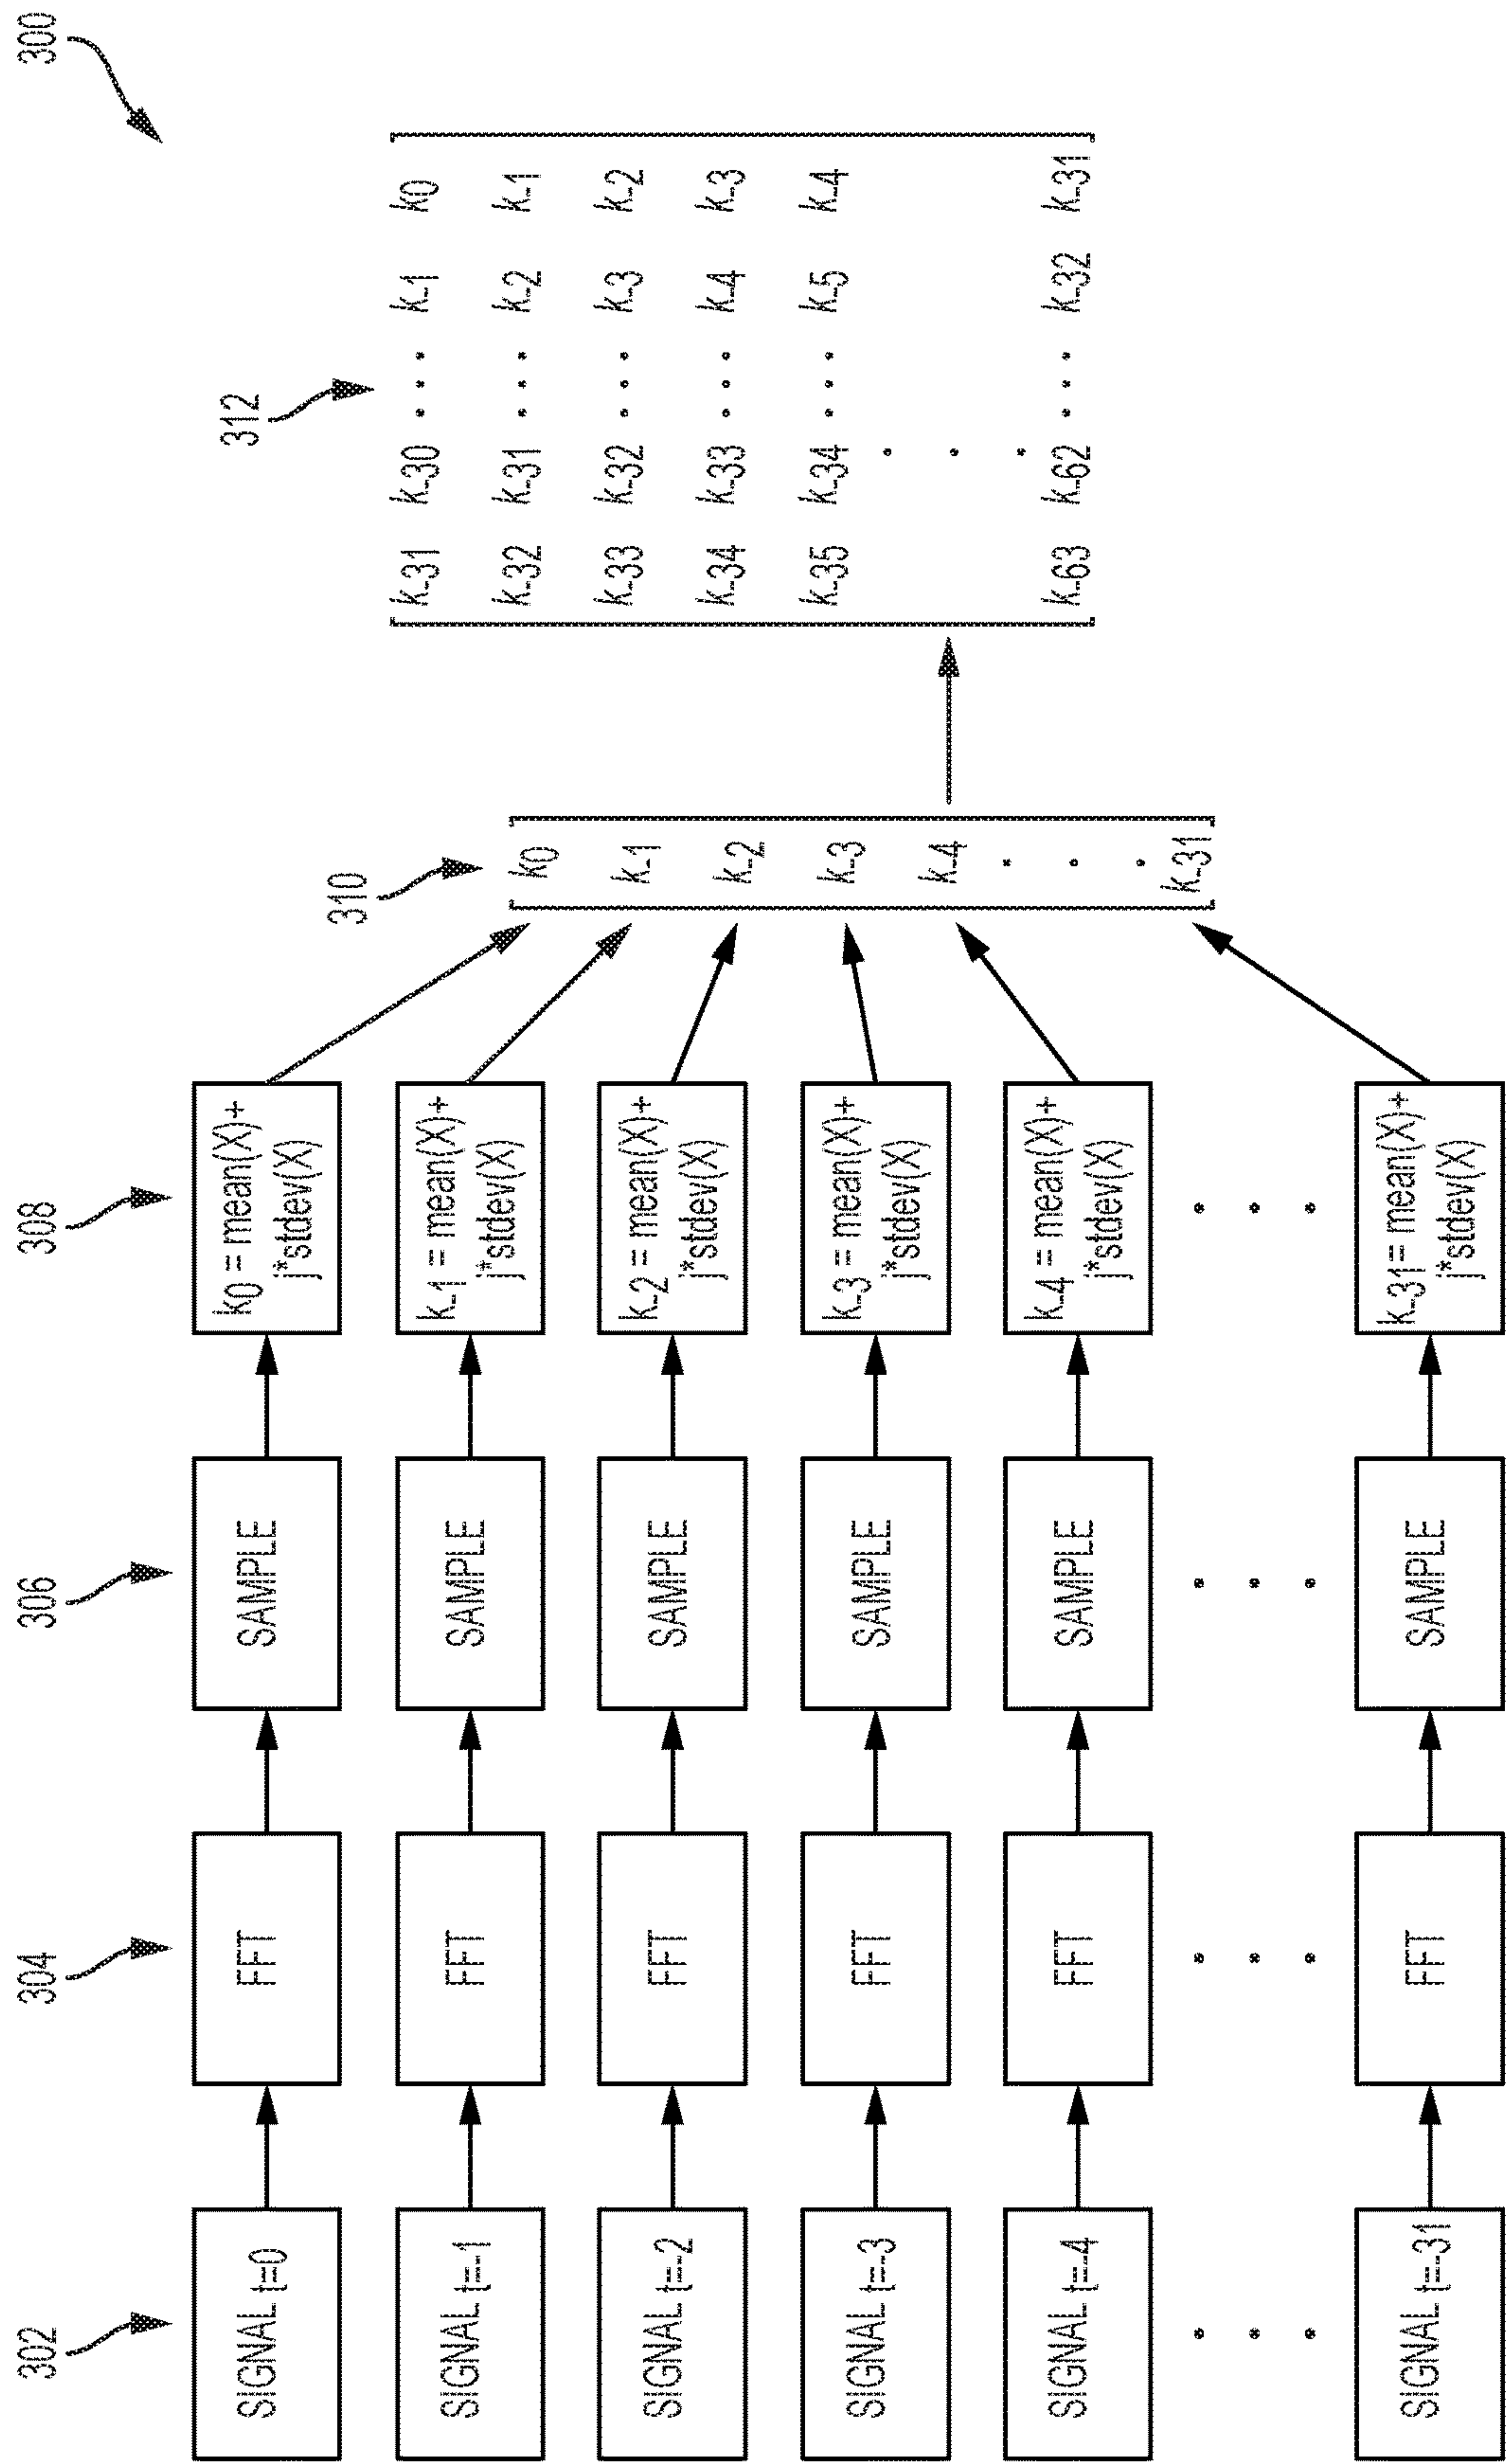 300
302
304
306
308
310
312
SIGNAL t=0
FFT
SAMPLE
k0 = mean(X)+
j*stdev(X)
SIGNAL t=-1
FFT
SAMPLE
k-1 = mean(X)+
j*stdev(X)
SIGNAL t=-2
FFT
SAMPLE
k-2 = mean(X)+
j*stdev(X)
SIGNAL t=-3
FFT
SAMPLE
k-3 = mean(X)+
j*stdev(X)
SIGNAL t=-4
FFT
SAMPLE
k-4 = mean(X)+
j*stdev(X)
SIGNAL t=-31
FFT
SAMPLE
k-31= mean(X)+
j*stdev(X)
k0
k-1
k-2
k-3
k-4
k-31
k-31 k-30 ... k-1 k0
k-32 k-31 ... k-2 k-1
k-33 k-32 ... k-3 k-2
k-34 k-33 ... k-4 k-3
k-35 k-34 ... k-5 k-4
k-63 k-62 ... k-32 k-31